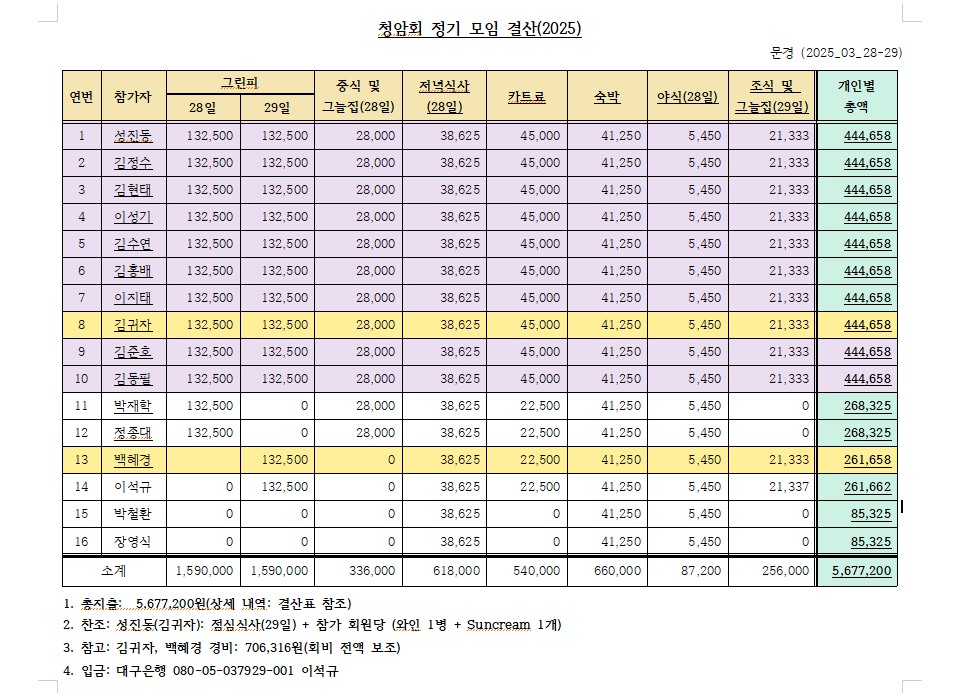 청암회 정기 모임 결산(2025)
문경 (2025_03_28-29)
연번 참가자 그린피 중식 및 그늘집(28일) 저녁식사 (28일) 카트료 숙박 야식(28일) 조식 및 그늘집(29일) 개인별 총액
28일 29일
1 성진동 132,500 132,500 28,000 38,625 45,000 41,250 5,450 21,333 444,658
2 김정수 132,500 132,500 28,000 38,625 45,000 41,250 5,450 21,333 444,658
3 김현태 132,500 132,500 28,000 38,625 45,000 41,250 5,450 21,333 444,658
4 이성기 132,500 132,500 28,000 38,625 45,000 41,250 5,450 21,333 444,658
5 김수연 132,500 132,500 28,000 38,625 45,000 41,250 5,450 21,333 444,658
6 김홍배 132,500 132,500 28,000 38,625 45,000 41,250 5,450 21,333 444,658
7 이지태 132,500 132,500 28,000 38,625 45,000 41,250 5,450 21,333 444,658
8 김귀자 132,500 132,500 28,000 38,625 45,000 41,250 5,450 21,333 444,658
9 김준호 132,500 132,500 28,000 38,625 45,000 41,250 5,450 21,333 444,658
10 김동필 132,500 132,500 28,000 38,625 45,000 41,250 5,450 21,333 444,658
11 박재학 132,500 0 28,000 38,625 22,500 41,250 5,450 0 268,325
12 정종대 132,500 0 28,000 38,625 22,500 41,250 5,450 0 268,325
13 백혜경 132,500 0 38,625 22,500 41,250 5,450 21,333 261,658
14 이석규 0 132,500 0 38,625 22,500 41,250 5,450 21,337 261,662
15 박철환 0 0 0 38,625 0 41,250 5,450 0 85,325
16 장영식 0 0 0 38,625 0 41,250 5,450 0 85,325
소계 1,590,000 1,590,000 336,000 618,000 540,000 660,000 87,200 256,000 5,677,200
1. 총지출: 5,677,200원(상세 내역: 결산표 참조)
2. 찬조: 성진동(김귀자): 점심식사(29일) + 참가 회원당 (와인 1병 + Suncream 1개)
3. 참고: 김귀자, 백혜경 경비: 706,316원(회비 전액 보조)
4. 입금: 대구은행 080-05-037929-001 이석규